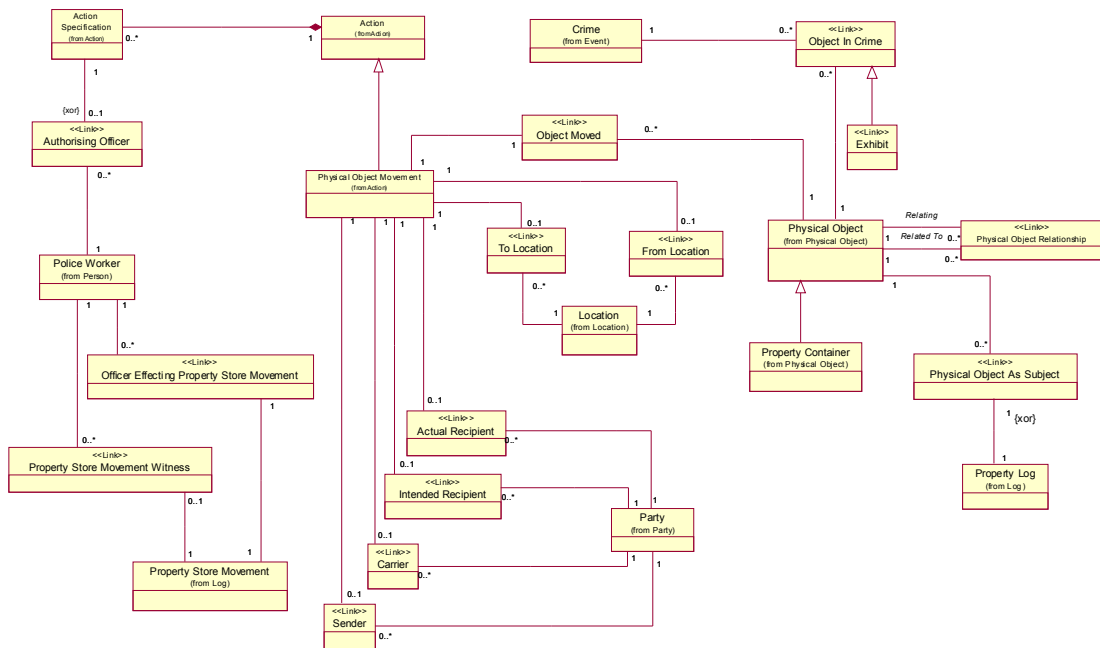 Action
Specification
(from Action)
0..*
1
Action
(fromAction)
Crime
(from Event)
1
0..*
<<Link>>
Object In Crime
0..*
1
{xor}
0..1
<<Link>>
Authorising Officer
0..*
<<Link>>
Object Moved
0..*
1
1
<<Link>>
Exhibit
Physical Object Movement
(fromAction)
1
1
1
1
1
1
1
0..1
0..1
1
1
Physical Object
(from Physical Object)
Relating
1
Related To
0..*
1
0..*
1
<<Link>>
Physical Object Relationship
<<Link>>
To Location
0..*
<<Link>>
From Location
0..*
1
Police Worker
(from Person)
1
1
1
1
Location
(from Location)
0..*
0..*
Property Container
(from Physical Object)
<<Link>>
Physical Object As Subject
<<Link>>
Officer Effecting Property Store Movement
1
0..1
<<Link>>
Actual Recipient
0..*
1
{xor}
0..*
<<Link>>
Property Store Movement Witness
0..1
0..1
<<Link>>
Intended Recipient
0..*
1
1
1
Property Log
(from Log)
Party
(from Party)
1
1
1
1
0..1
<<Link>>
Carrier
0..*
Property Store Movement
(from Log)
0..1
<<Link>>
Sender
0..*